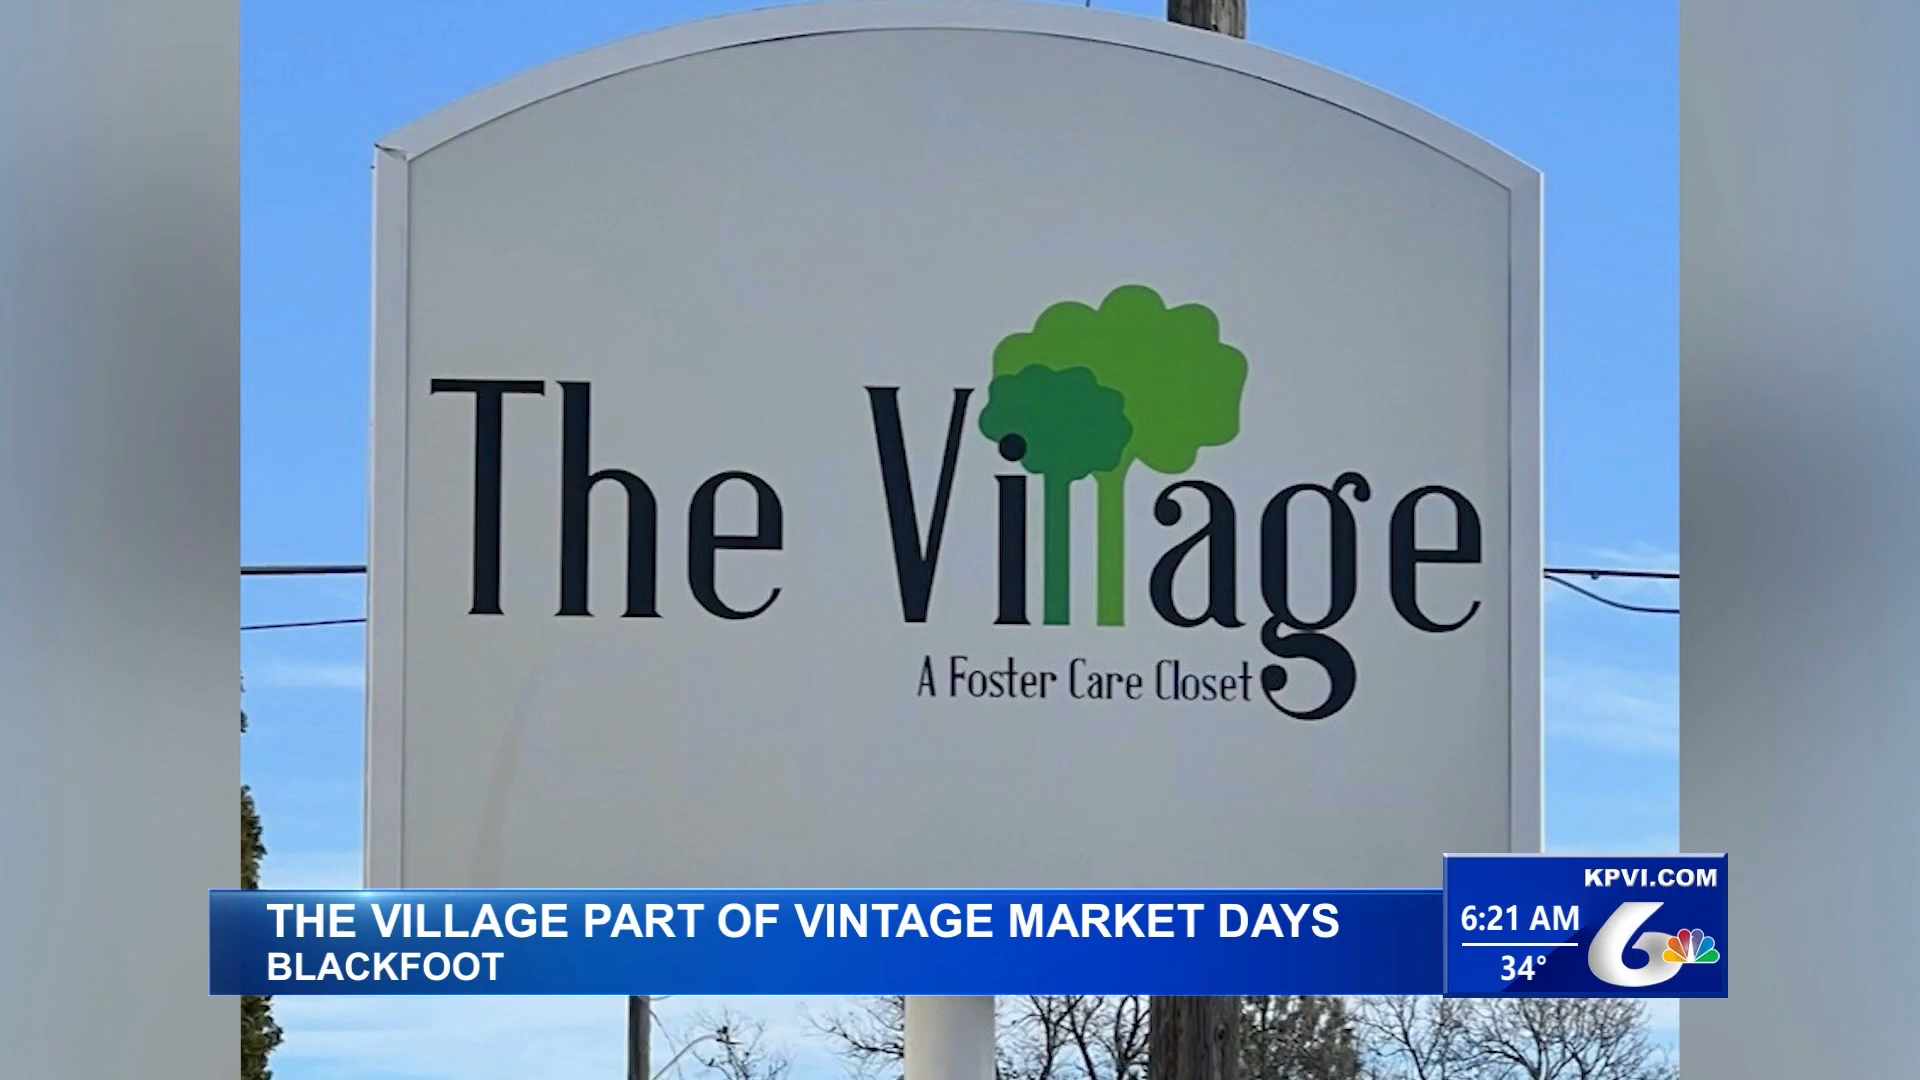 The Village
A Foster Care Closet
THE VILLAGE PART OF VINTAGE MARKET DAYS
BLACKFOOT
KPVI.COM
6:21 AM
34°
6